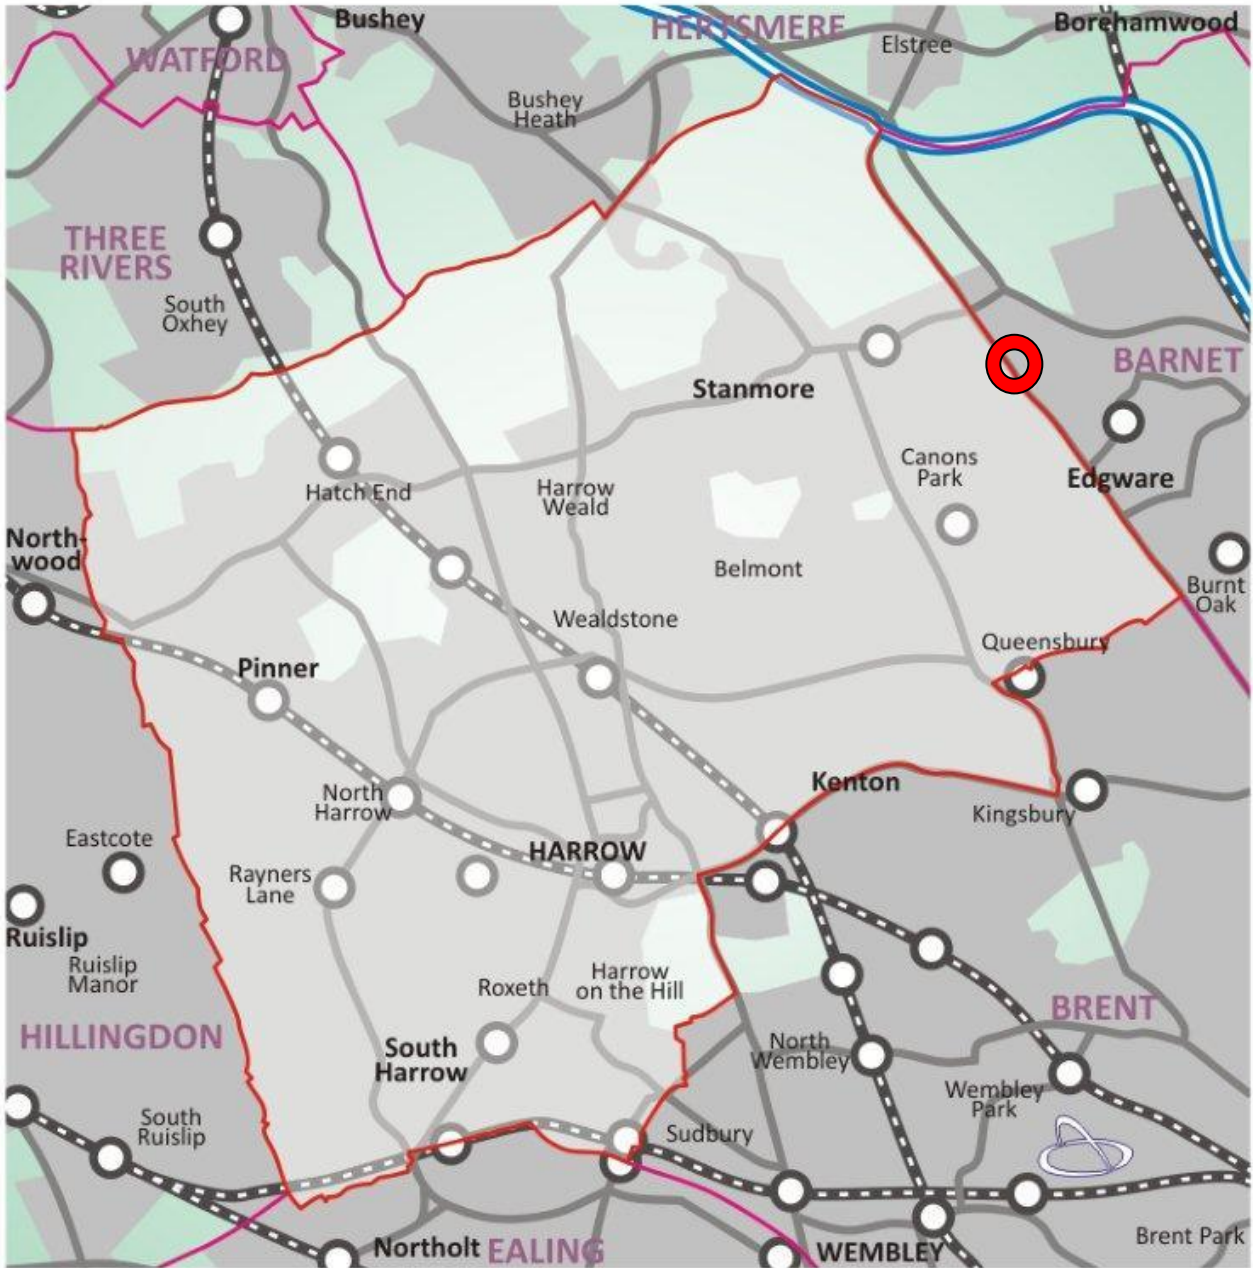 Bushey
HERTSMERE
Borehamwood
WATFORD
Elstree
Bushey
Heath
THREE
RIVERS
South
Oxhey
BARNET
Stanmore
Canons
Park
Edgware
Hatch End
Harrow
Weald
North-
wood
Belmont
Burnt
Oak
Wealdstone
Queensbury
Pinner
Kenton
North
Harrow
Kingsbury
Eastcote
HARROW
Rayners
Lane
Ruislip
Ruislip
Manor
Roxeth
Harrow
on the Hill
BRENT
HILLINGDON
South
Harrow
North
Wembley
Wembley
Park
South
Ruislip
Sudbury
Brent Park
Northolt
EALING
WEMBLEY